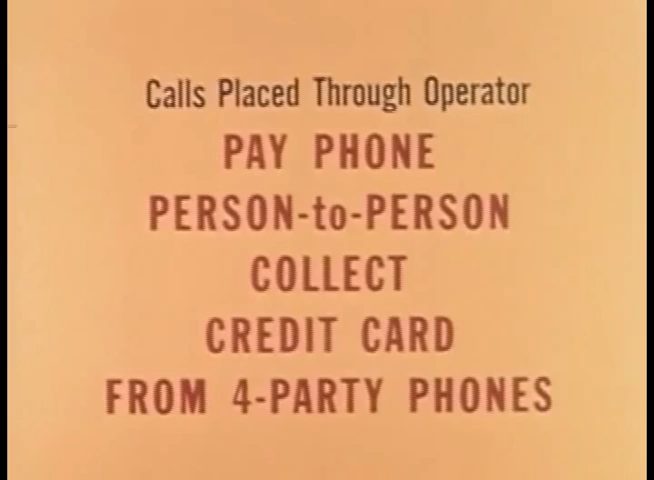 Calls Placed Through Operator
PAY PHONE
PERSON-to-PERSON
COLLECT
CREDIT CARD
FROM 4-PARTY PHONES